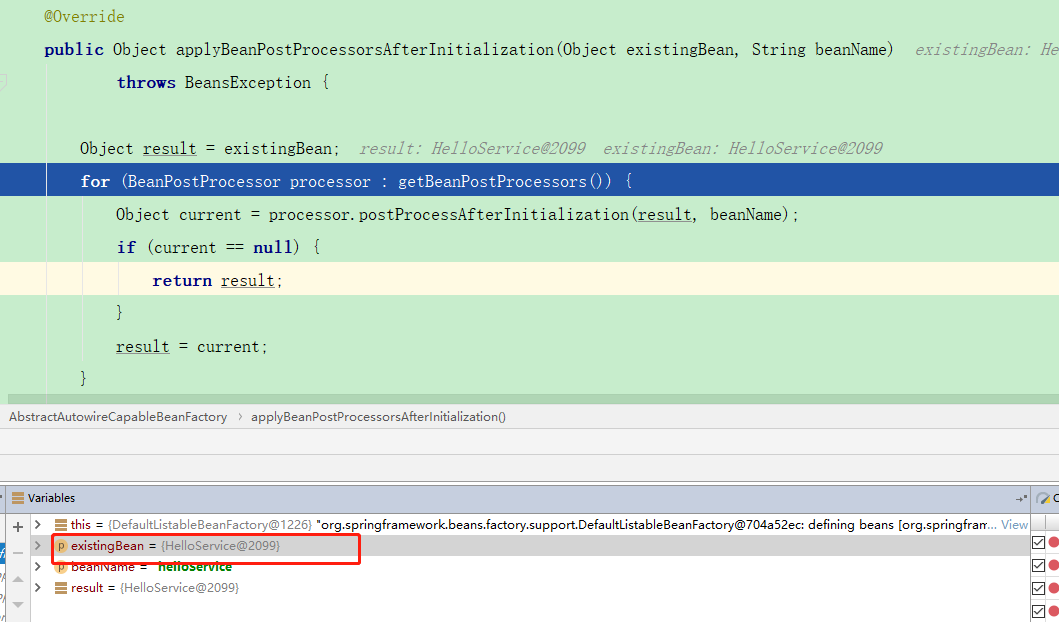 @Override
public Object applyBeanPostProcessorsAfterInitialization(Object existingBean, String beanName) existingBean: He
throws BeansException {
Object result = existingBean; result: HelloService@2099 existingBean: HelloService@2099
for (BeanPostProcessor processor : getBeanPostProcessors()) {
Object current = processor.postProcessAfterInitialization(result, beanName);
if (current == null) {
return result;
}
result = current;
}
AbstractAutowireCapableBeanFactory > applyBeanPostProcessorsAfterInitialization()
Variables
this = {DefaultListableBeanFactory@1226} "org.springframework.beans.factory.support.DefaultListableBeanFactory@704a52ec: defining beans [org.springfram... View
existingBean = {HelloService@2099}
beanName = "helloService"
result = {HelloService@2099}